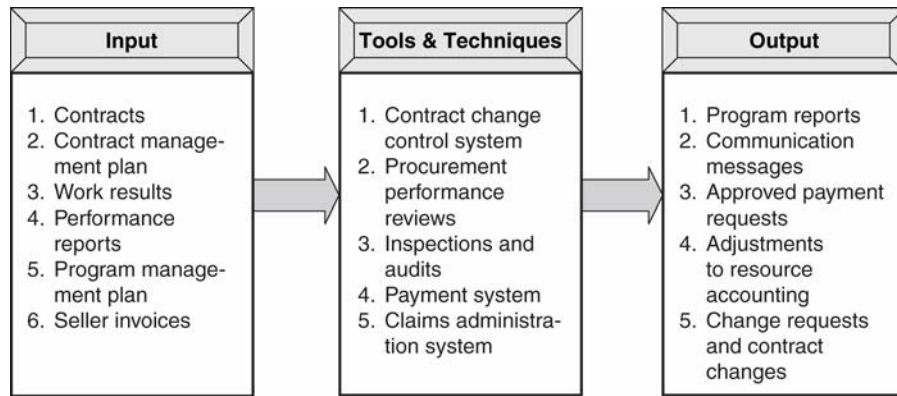 Input
1. Contracts
2. Contract manage-
ment plan
3. Work results
4. Performance
reports
5. Program manage-
ment plan
6. Seller invoices
Tools & Techniques
1. Contract change
control system
2. Procurement
performance
reviews
3. Inspections and
audits
4. Payment system
5. Claims administra-
tion system
Output
1. Program reports
2. Communication
messages
3. Approved payment
requests
4. Adjustments
to resource
accounting
5. Change requests
and contract
changes